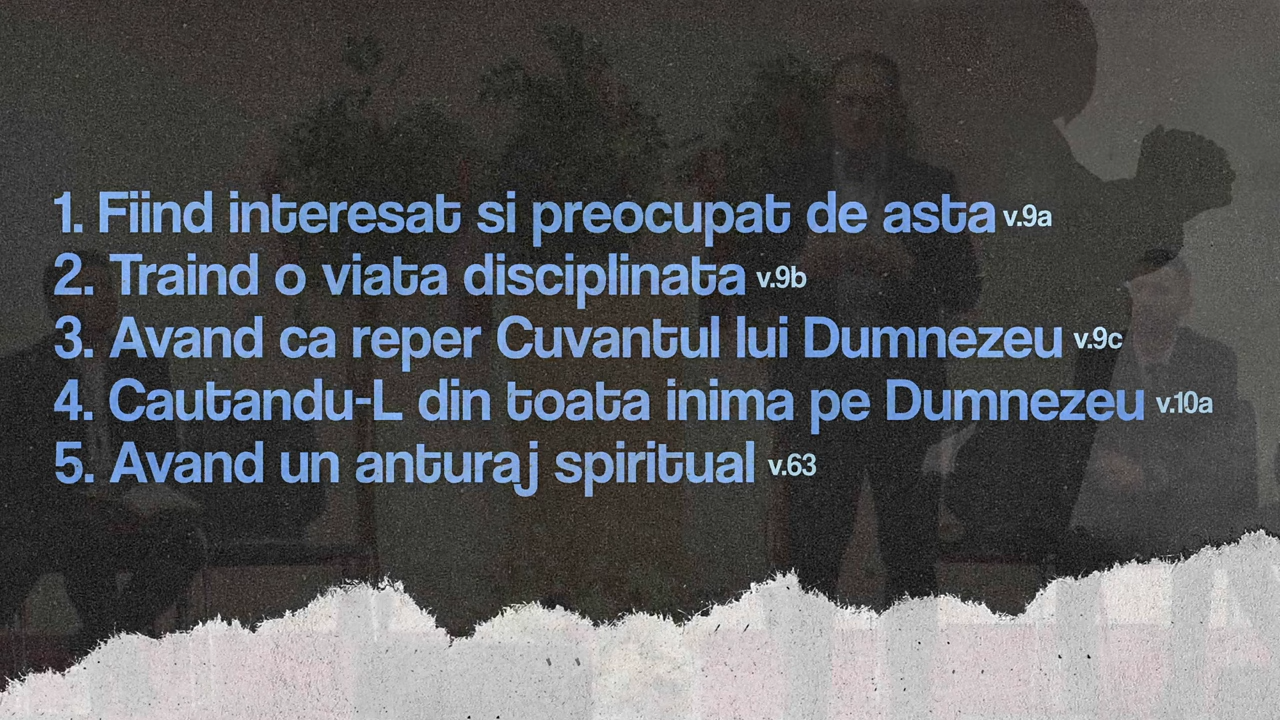 1. Fiind interesat si preocupat de asta v.9a
2. Traind o viata disciplinata v.9b
3. Avand ca reper Cuvantul lui Dumnezeu v.9c
4. Cautandu-L din toata inima pe Dumnezeu v.10a
5. Avand un anturaj spiritual v.63